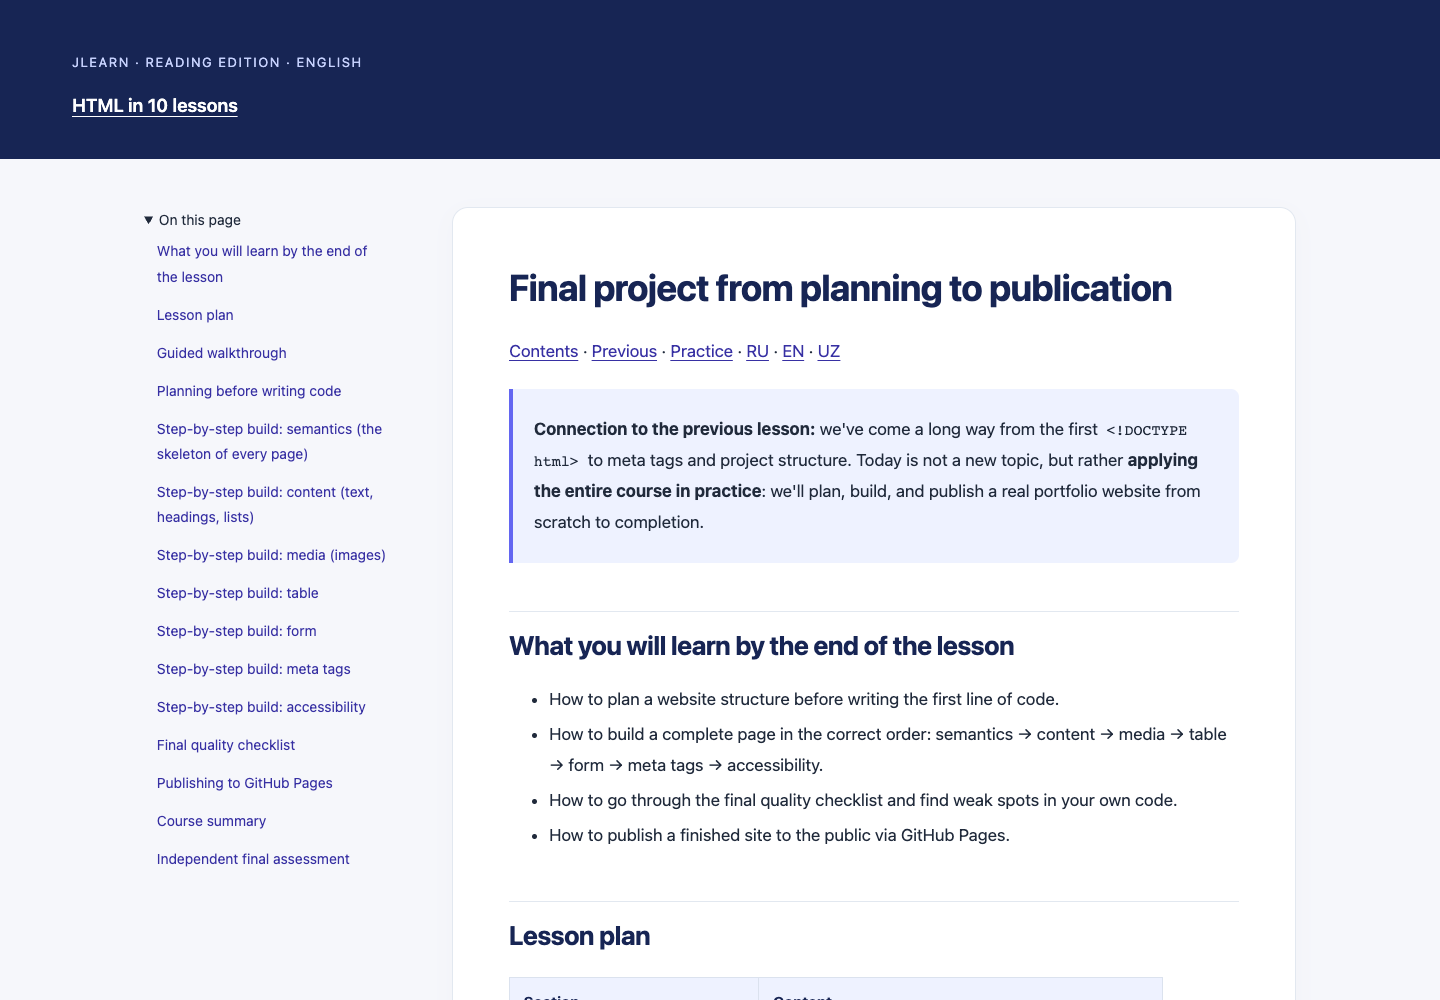 JLEARN · READING EDITION · ENGLISH
HTML in 10 lessons
▼ On this page
What you will learn by the end of
the lesson
Lesson plan
Guided walkthrough
Planning before writing code
Step-by-step build: semantics (the
skeleton of every page)
Step-by-step build: content (text,
headings, lists)
Step-by-step build: media (images)
Step-by-step build: table
Step-by-step build: form
Step-by-step build: meta tags
Step-by-step build: accessibility
Final quality checklist
Publishing to GitHub Pages
Course summary
Independent final assessment
Final project from planning to publication
Contents · Previous · Practice · RU · EN · UZ
Connection to the previous lesson: we've come a long way from the first <!DOCTYPE
html> to meta tags and project structure. Today is not a new topic, but rather applying
the entire course in practice: we'll plan, build, and publish a real portfolio website from
scratch to completion.
What you will learn by the end of the lesson
• How to plan a website structure before writing the first line of code.
• How to build a complete page in the correct order: semantics → content → media → table
→ form → meta tags → accessibility.
• How to go through the final quality checklist and find weak spots in your own code.
• How to publish a finished site to the public via GitHub Pages.
Lesson plan
Section Content